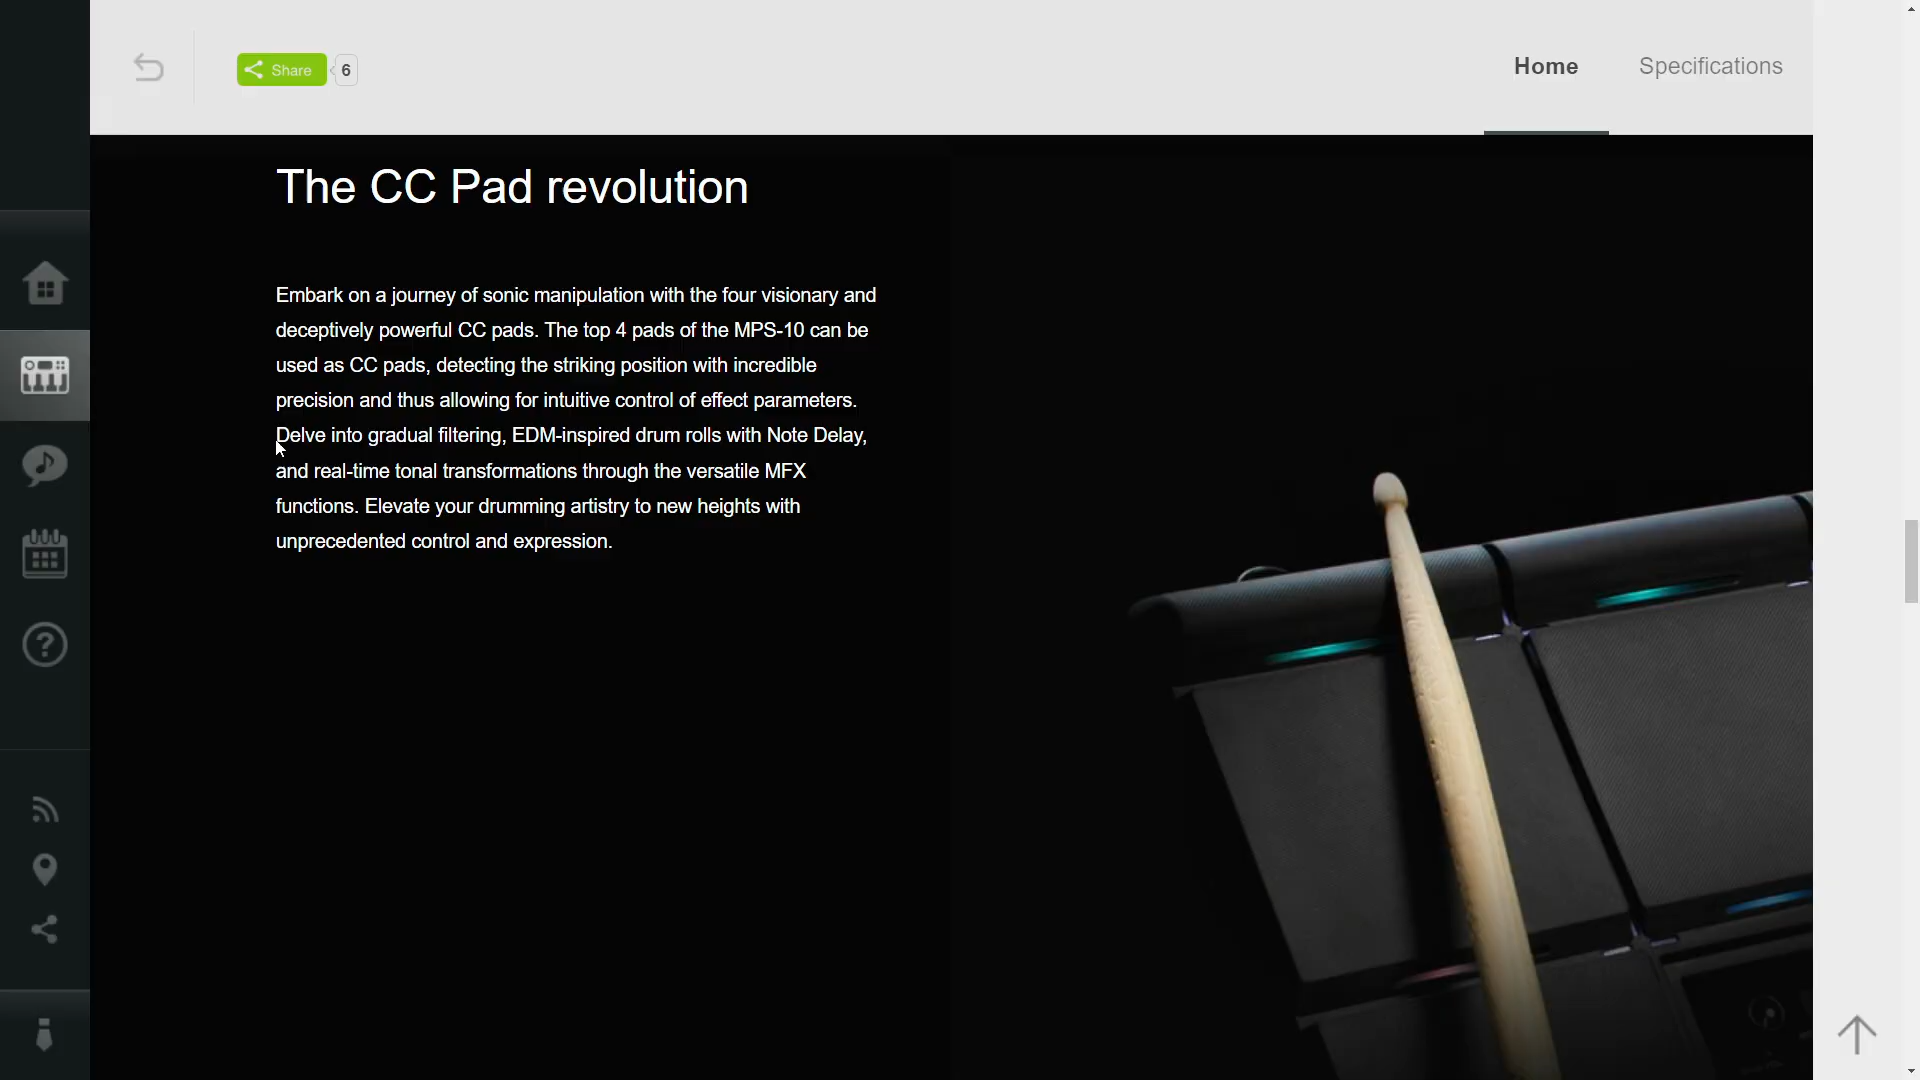 Share
6
Home
Specifications
The CC Pad revolution
Embark on a journey of sonic manipulation with the four visionary and
deceptively powerful CC pads. The top 4 pads of the MPS-10 can be
used as CC pads, detecting the striking position with incredible
precision and thus allowing for intuitive control of effect parameters.
Delve into gradual filtering, EDM-inspired drum rolls with Note Delay,
and real-time tonal transformations through the versatile MFX
functions. Elevate your drumming artistry to new heights with
unprecedented control and expression.